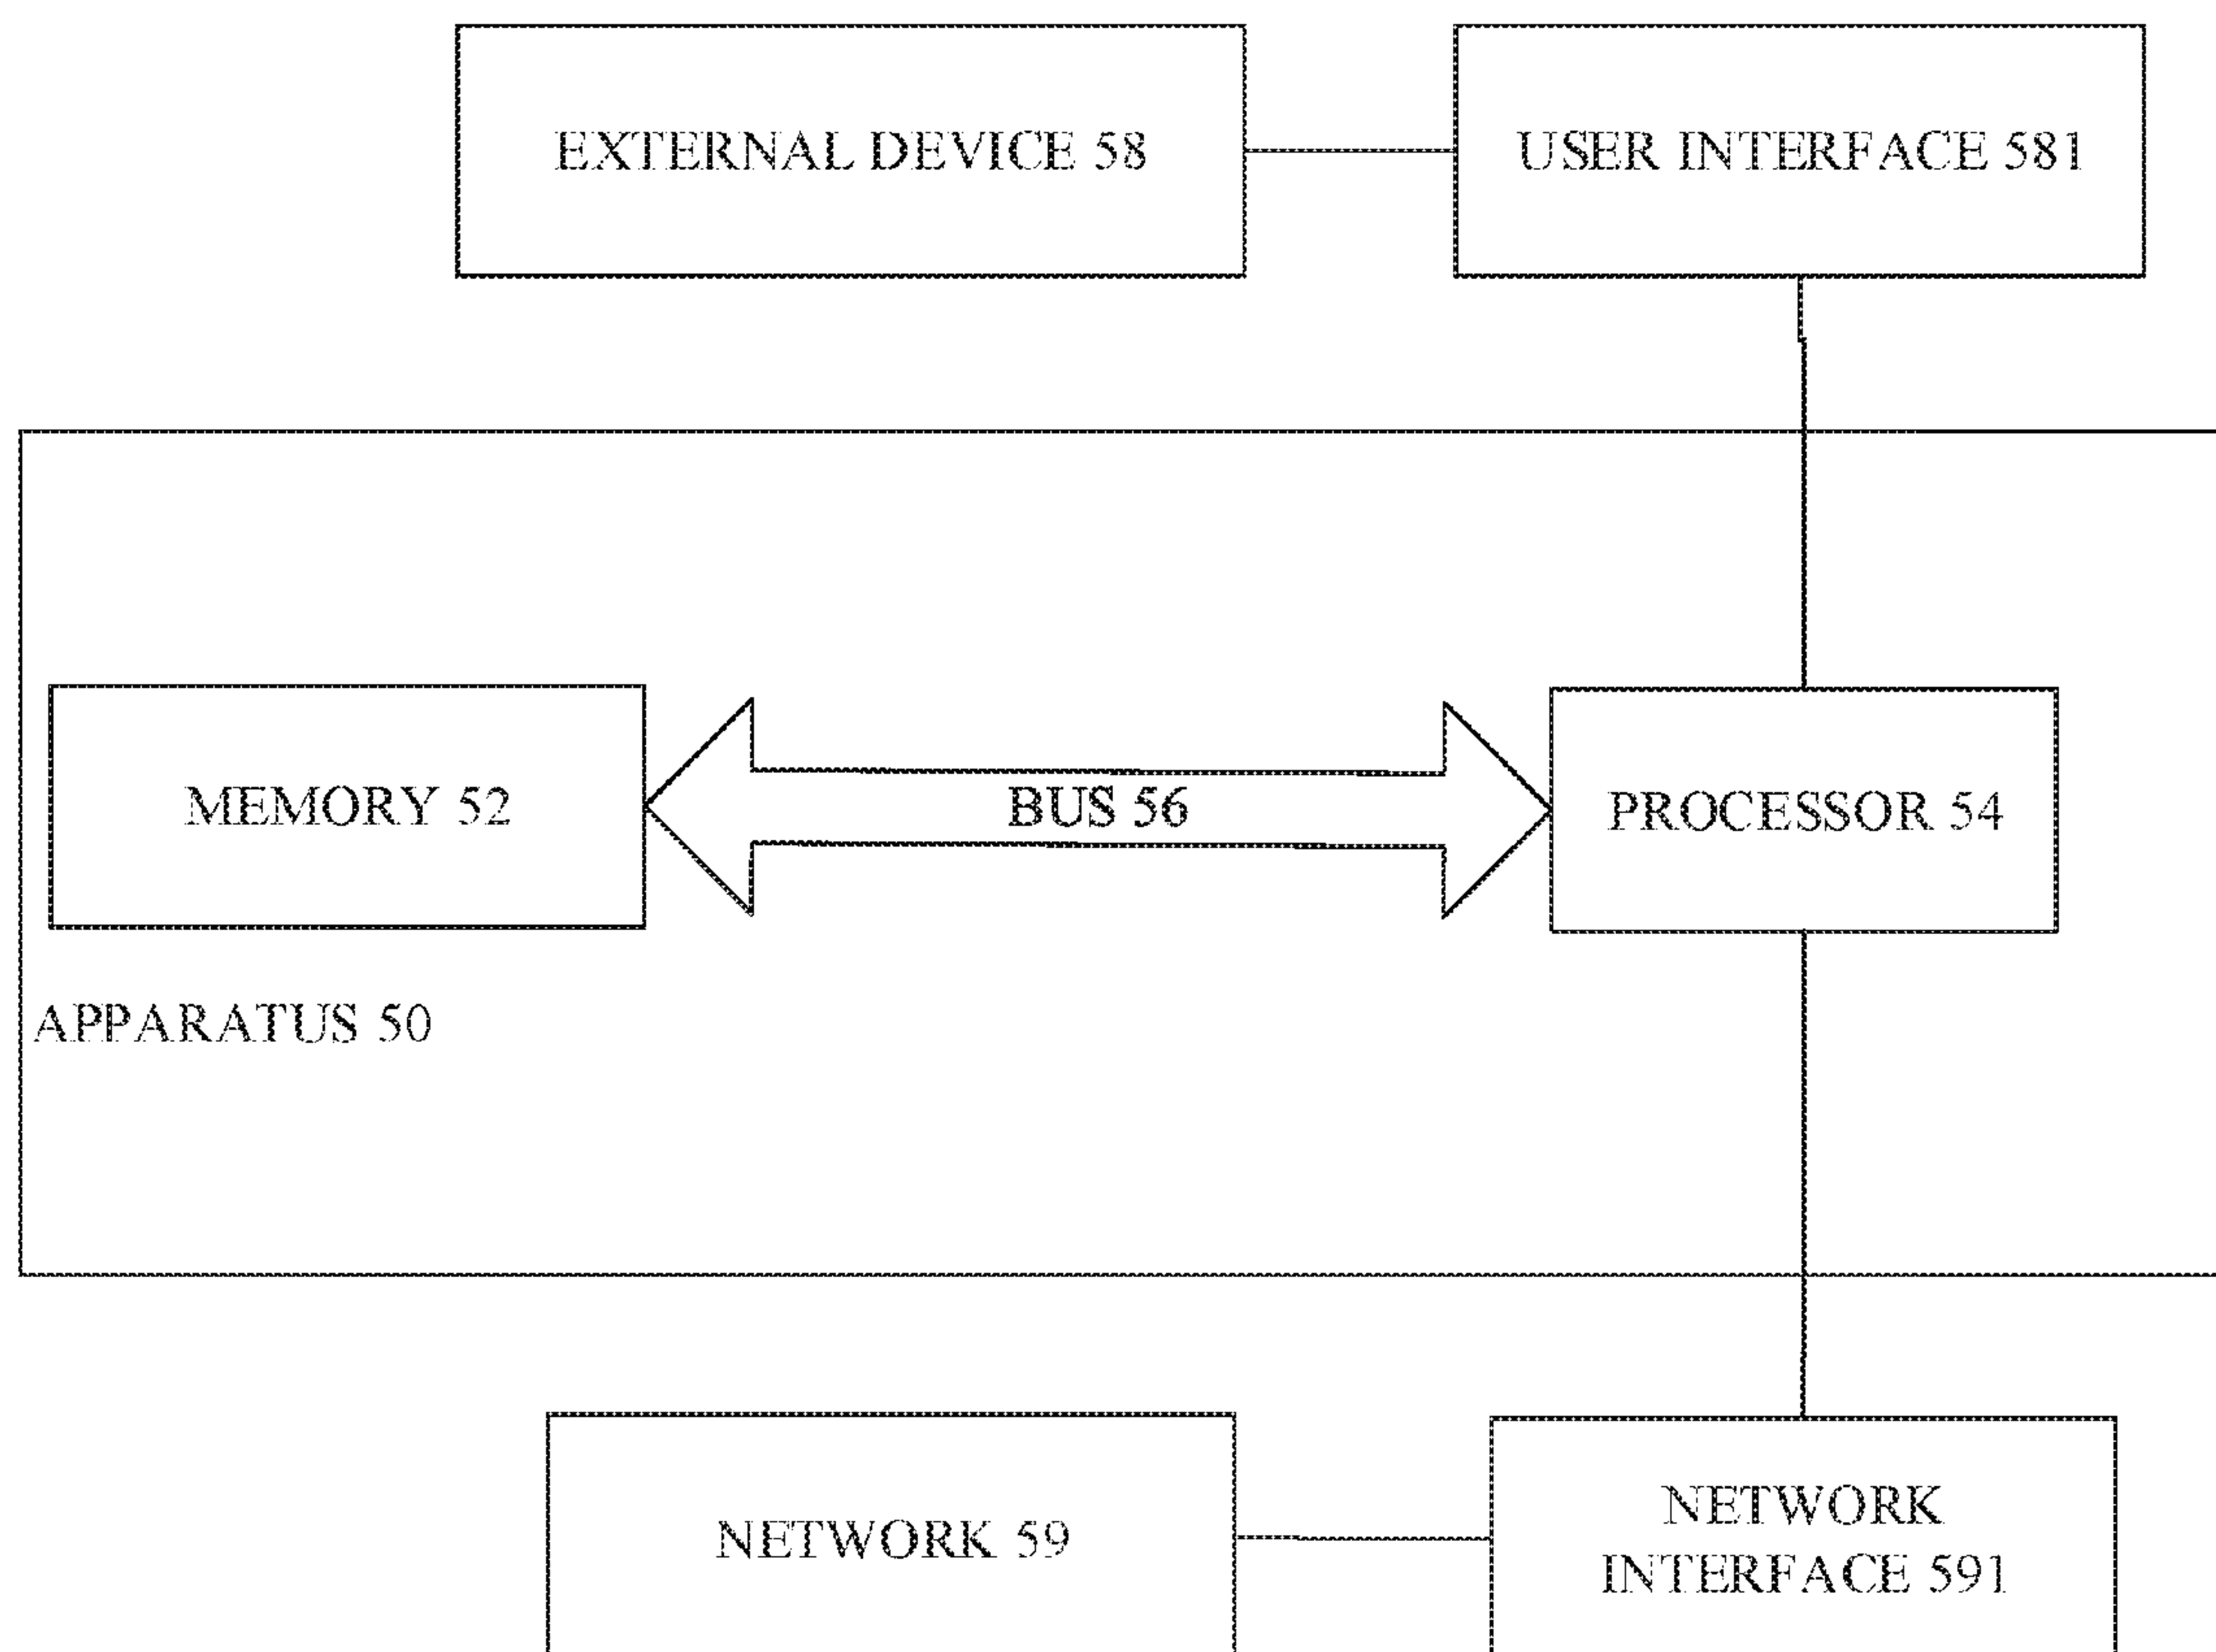 EXTERNAL DEVICE 58
USER INTERFACE 581
MEMORY 52
BUS 56
PROCESSOR 54
APPARATUS 50
NETWORK 59
NETWORK
INTERFACE 591